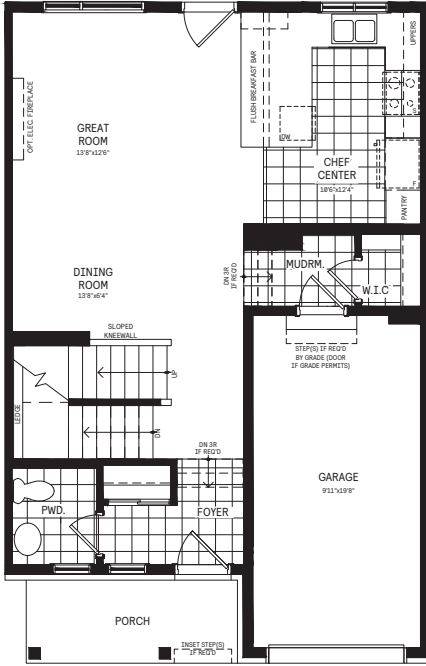 UPPERS
FLUSH BREAKFAST BAR
OPT. ELEC. FIREPLACE
DW
S
GREAT
ROOM
13'8"x12'6"
CHEF
CENTER
10'6"x12'4"
F
PANTRY
DINING
ROOM
13'8"x6'4"
DN 3R
IF REQ'D
MUDRM.
W.I.C
SLOPED
KNEEWALL
STEP(S) IF REQ'D
BY GRADE (DOOR
IF GRADE PERMITS)
UP
LEDGE
DN
DN 3R
IF REQ'D
GARAGE
9'11"x19'8"
PWD.
FOYER
PORCH
INSET STEP(S)
IF REQ'D